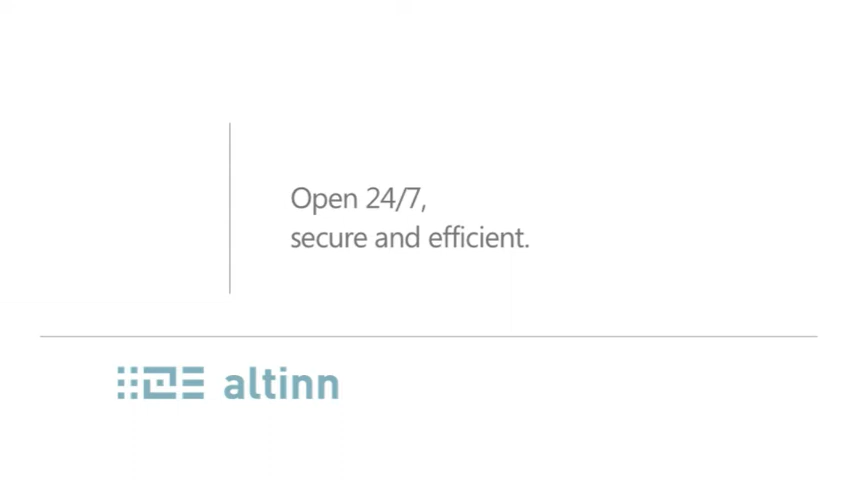 Open 24/7,
secure and efficient.
altinn